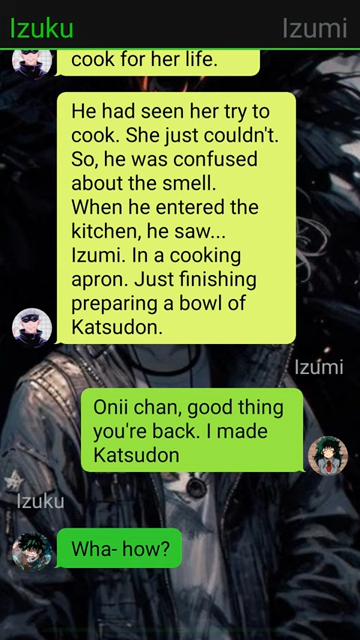 Izuku Izumi
cook for her life.
He had seen her try to
cook. She just couldn't.
So, he was confused
about the smell.
When he entered the
kitchen, he saw...
Izumi. In a cooking
apron. Just finishing
preparing a bowl of
Katsudon.
Izumi
Onii chan, good thing
you're back. I made
Katsudon
Izuku
Wha- how?